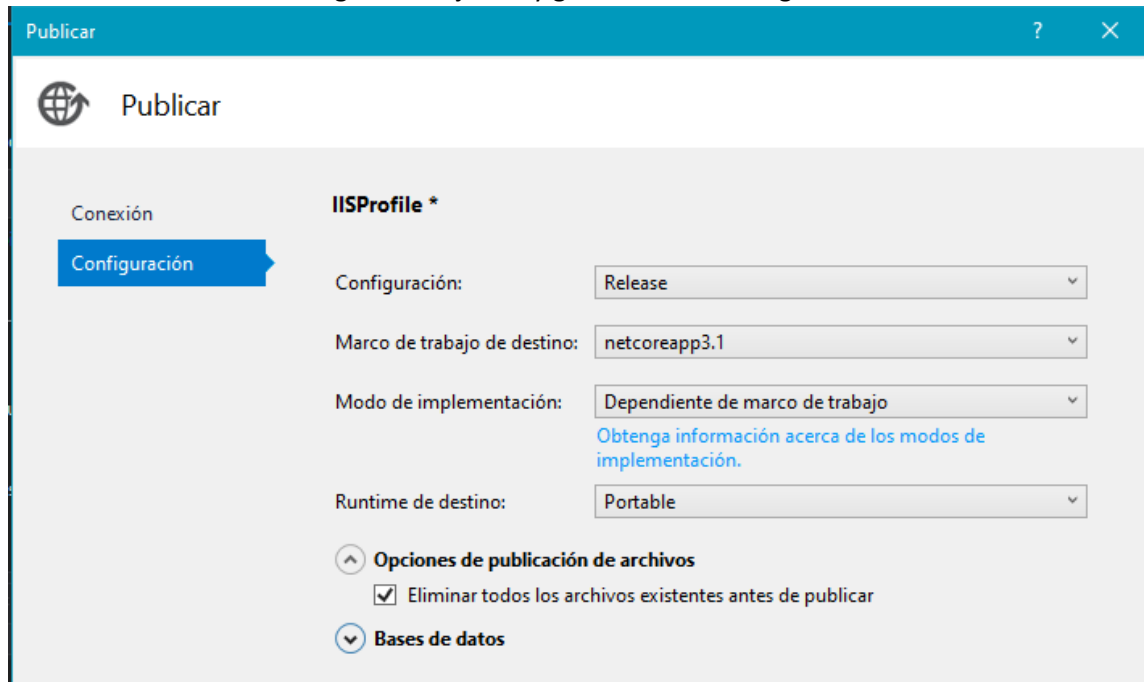 Publicar ?
Publicar
Conexión
Configuración
IISProfile *
Configuración: Release
Marco de trabajo de destino: netcoreapp3.1
Modo de implementación: Dependiente de marco de trabajo
Obtenga información acerca de los modos de
implementación.
Runtime de destino: Portable
Opciones de publicación de archivos
Eliminar todos los archivos existentes antes de publicar
Bases de datos